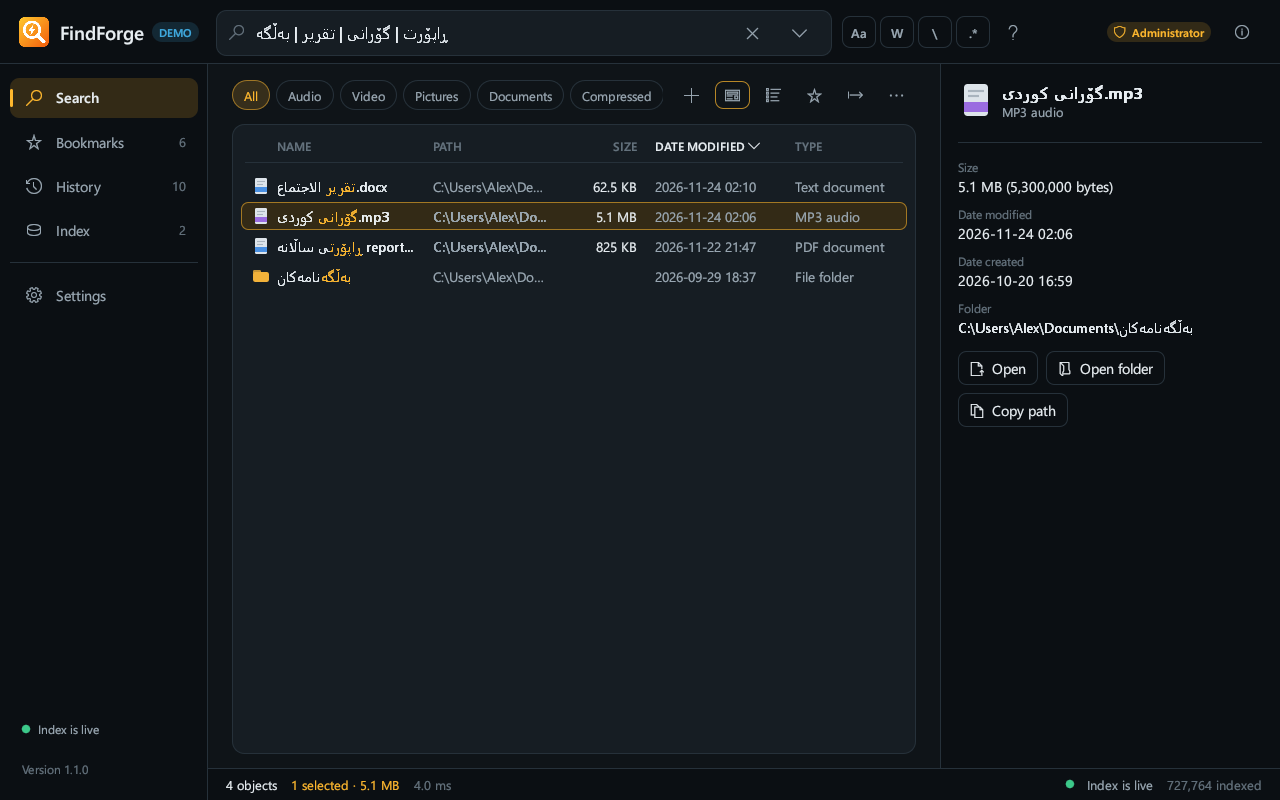 FindForge DEMO
ڕاپۆرت | گۆرانی | تقرير | بەڵگە
Aa W \ .* ?
Administrator
Search
Bookmarks 6
History 10
Index 2
Settings
All Audio Video Pictures Documents Compressed
NAME PATH SIZE DATE MODIFIED TYPE
تقرير الاجتماع.docx C:\Users\Alex\De... 62.5 KB 2026-11-24 02:10 Text document
گۆرانی کوردی.mp3 C:\Users\Alex\Do... 5.1 MB 2026-11-24 02:06 MP3 audio
ڕاپۆرتی ساڵانە report... C:\Users\Alex\Do... 825 KB 2026-11-22 21:47 PDF document
بەڵگەنامەکان C:\Users\Alex\Do... 2026-09-29 18:37 File folder
گۆرانی کوردی.mp3
MP3 audio
Size
5.1 MB (5,300,000 bytes)
Date modified
2026-11-24 02:06
Date created
2026-10-20 16:59
Folder
C:\Users\Alex\Documents\بەڵگەنامەکان
Open Open folder
Copy path
Index is live
Version 1.1.0
4 objects 1 selected · 5.1 MB 4.0 ms
Index is live 727,764 indexed